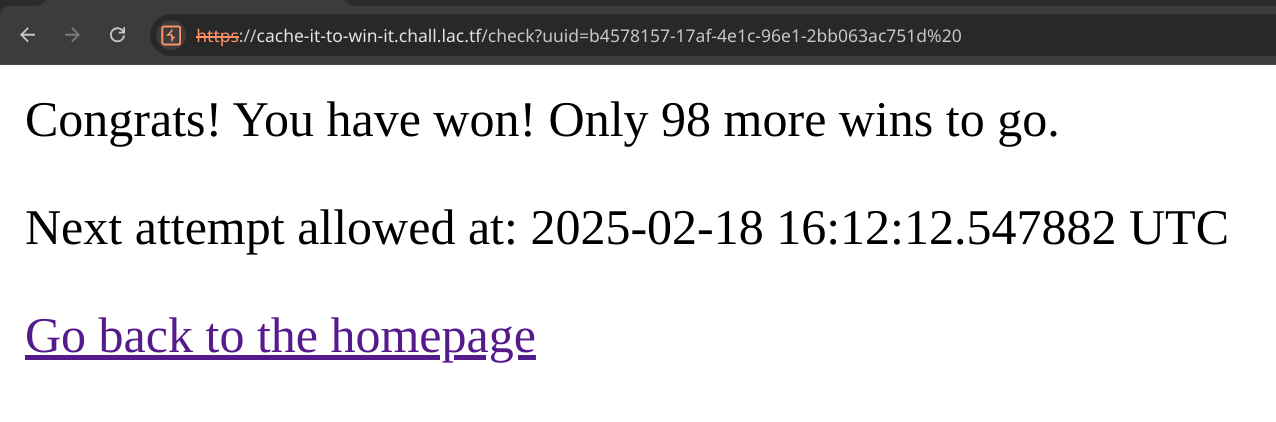 https://cache-it-to-win-it.chall.lac.tf/check?uuid=b4578157-17af-4e1c-96e1-2bb063ac751d%20
Congrats! You have won! Only 98 more wins to go.
Next attempt allowed at: 2025-02-18 16:12:12.547882 UTC
Go back to the homepage